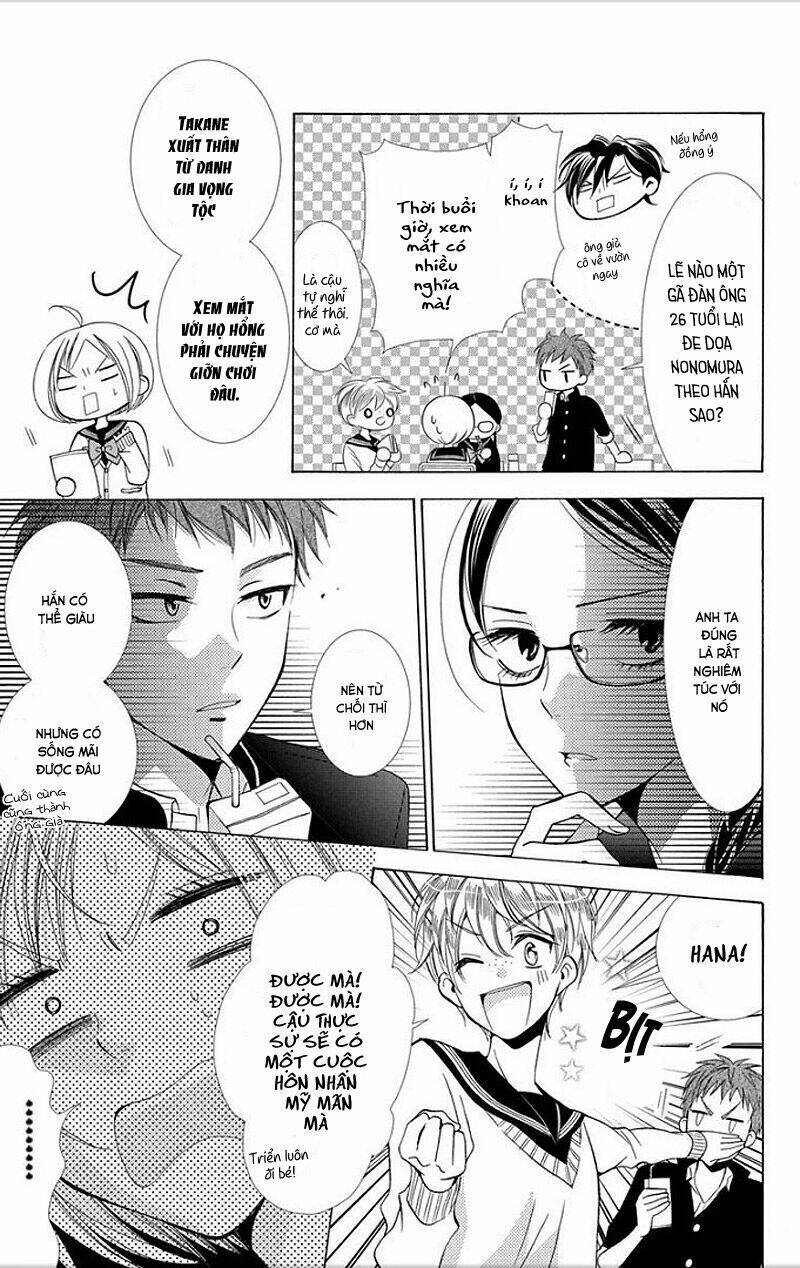 LẼ NÀO MỘT
GÃ ĐÀN ÔNG
26 TUỔI LẠI
ĐE DỌA
NONOMURA
THEO HẮN
SAO?
Nếu hổng
đồng ý
ông già
cô về vườn
ngay
í, í, í
khoan
Thời buổi
giờ, xem
mắt có
nhiều
nghĩa
mà!
Là cậu
tự nghĩ
thế thôi.
cơ mà
TAKANE
XUẤT THÂN
TỪ DANH
GIA VỌNG
TỘC
XEM MẮT
VỚI HỌ HỔNG
PHẢI CHUYỆN
GIỠN CHƠI
ĐÂU.
ANH TA
ĐÚNG
LÀ RẤT
NGHIÊM
TÚC VỚI
NÓ
NÊN TỪ
CHỐI THÌ
HƠN
HẮN CÓ
THỂ GIÀU
NHƯNG CÓ
SỐNG MÃI
ĐƯỢC ĐÂU
Cuối cùng
cũng thành
ông già..
HANA!
BỊT
ĐƯỢC MÀ!
ĐƯỢC MÀ!
CẬU THỰC
SỰ SẼ CÓ
MỘT CUỘC
HÔN NHÂN
MỸ MÃN
MÀ
Triển luôn
đi bé!
.........